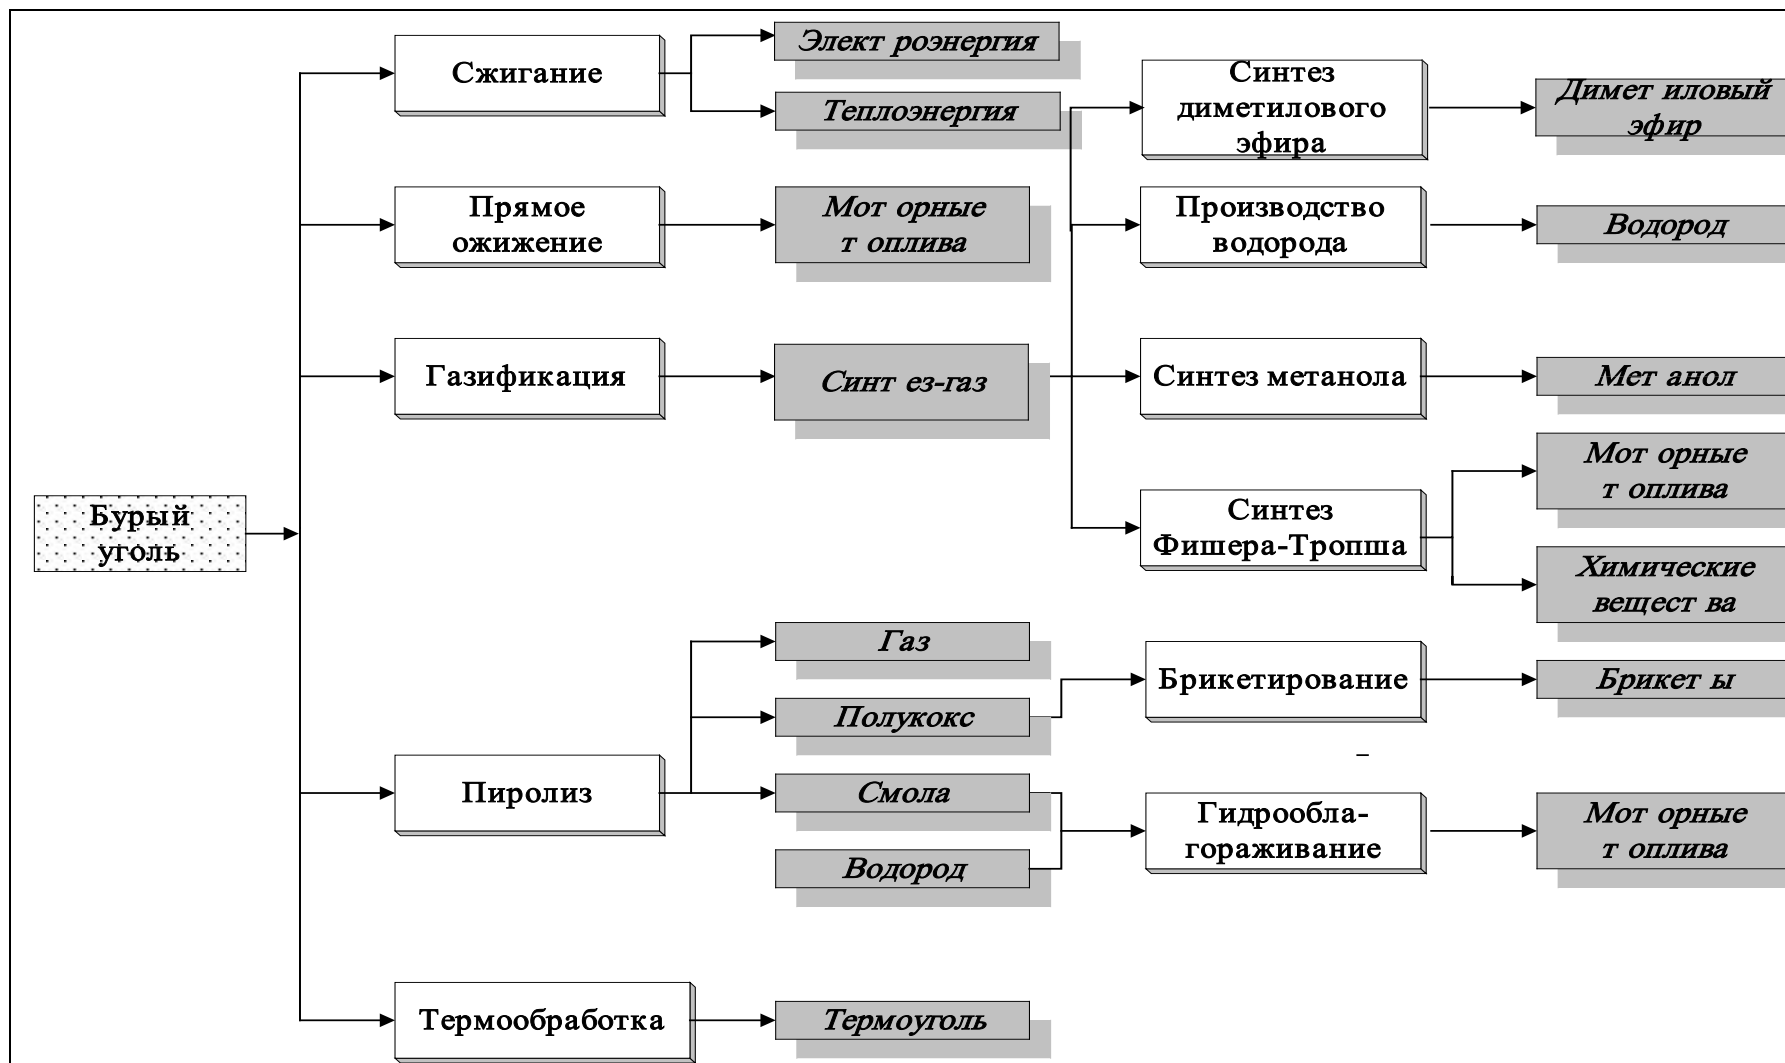 Сжигание
Элект роэнергия
Теплоэнергия
Синтез
диметилового
эфира
Димет иловый
эфир
Прямое
ожижение
Мот орные
т оплива
Производство
водорода
Водород
Газификация
Синт ез-газ
Синтез метанола
Мет анол
Бурый
уголь
Синтез
Фишера-Тропша
Мот орные
т оплива
Химические
вещест ва
Пиролиз
Газ
Полукокс
Смола
Водород
Брикетирование
Брикет ы
Гидрообла-
гораживание
Мот орные
т оплива
Термообработка
Термоуголь